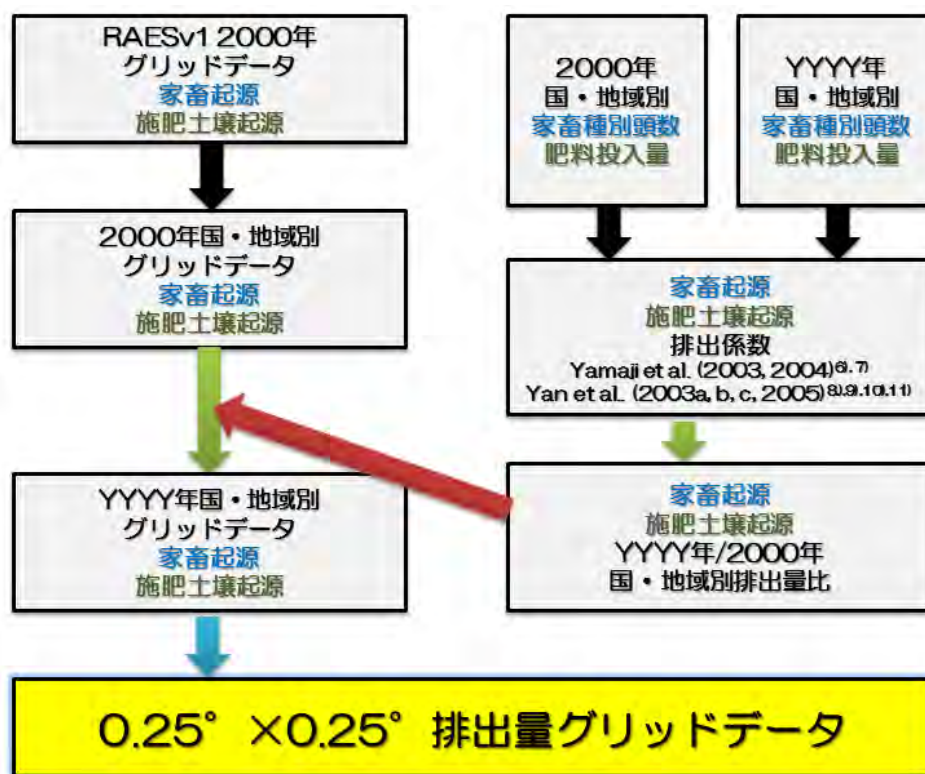 RAESv1 2000年
グリッドデータ
家畜起源
施肥土壌起源
2000年国・地域別
グリッドデータ
家畜起源
施肥土壌起源
YYYY年国・地域別
グリッドデータ
家畜起源
施肥土壌起源
2000年
国・地域別
家畜種別頭数
肥料投入量
YYYY年
国・地域別
家畜種別頭数
肥料投入量
家畜起源
施肥土壌起源
排出係数
Yamaji et al. (2003, 2004)6),7)
Yan et al. (2003a, b, c, 2005)8),9),10),11)
家畜起源
施肥土壌起源
YYYY年/2000年
国・地域別排出量比
0.25°×0.25°排出量グリッドデータ